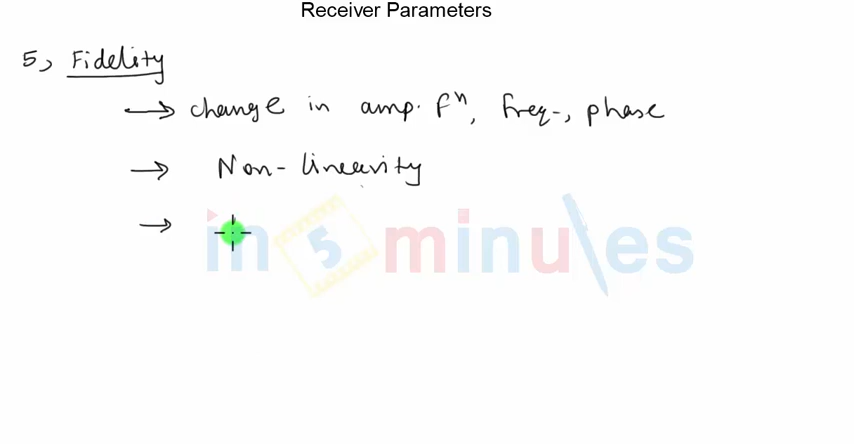 Receiver Parameters
5, Fidelity
→ change in amp. fⁿ, freq-, phase
→ Non-linearity
→
in 5 minutes